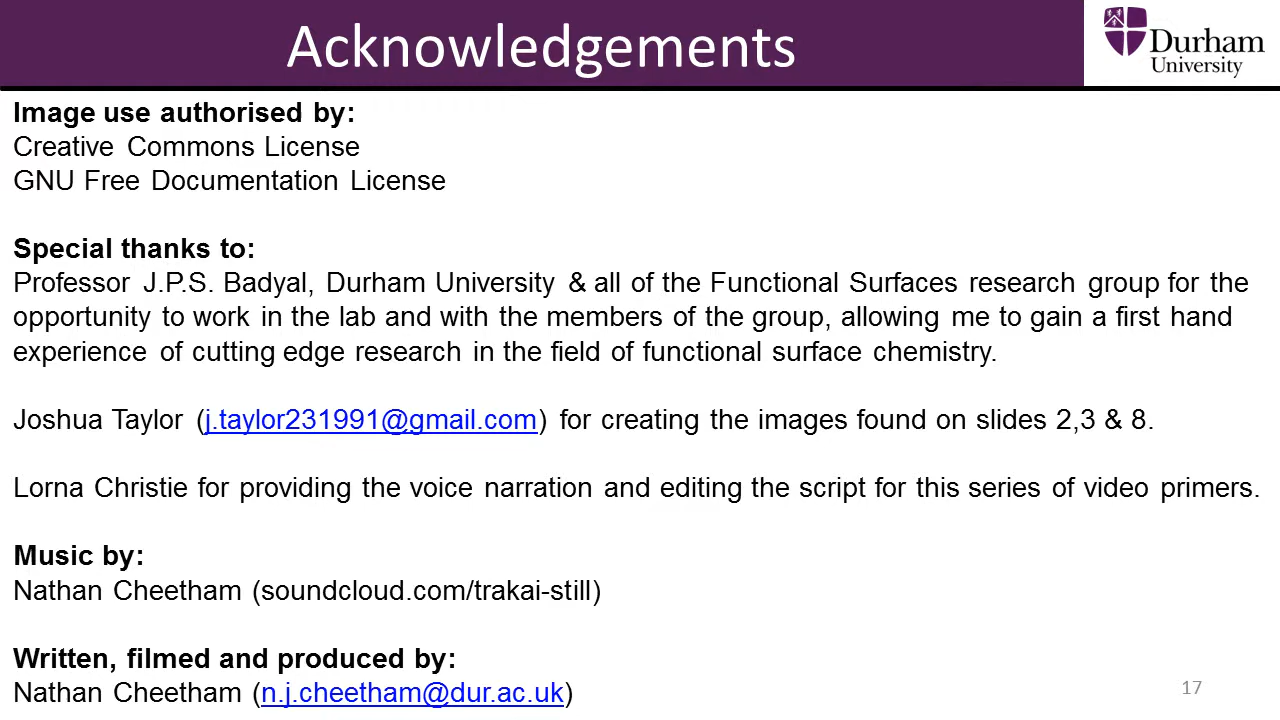 Acknowledgements
Durham
University
Image use authorised by:
Creative Commons License
GNU Free Documentation License
Special thanks to:
Professor J.P.S. Badyal, Durham University & all of the Functional Surfaces research group for the
opportunity to work in the lab and with the members of the group, allowing me to gain a first hand
experience of cutting edge research in the field of functional surface chemistry.
Joshua Taylor (j.taylor231991@gmail.com) for creating the images found on slides 2,3 & 8.
Lorna Christie for providing the voice narration and editing the script for this series of video primers.
Music by:
Nathan Cheetham (soundcloud.com/trakai-still)
Written, filmed and produced by:
Nathan Cheetham (n.j.cheetham@dur.ac.uk)
17